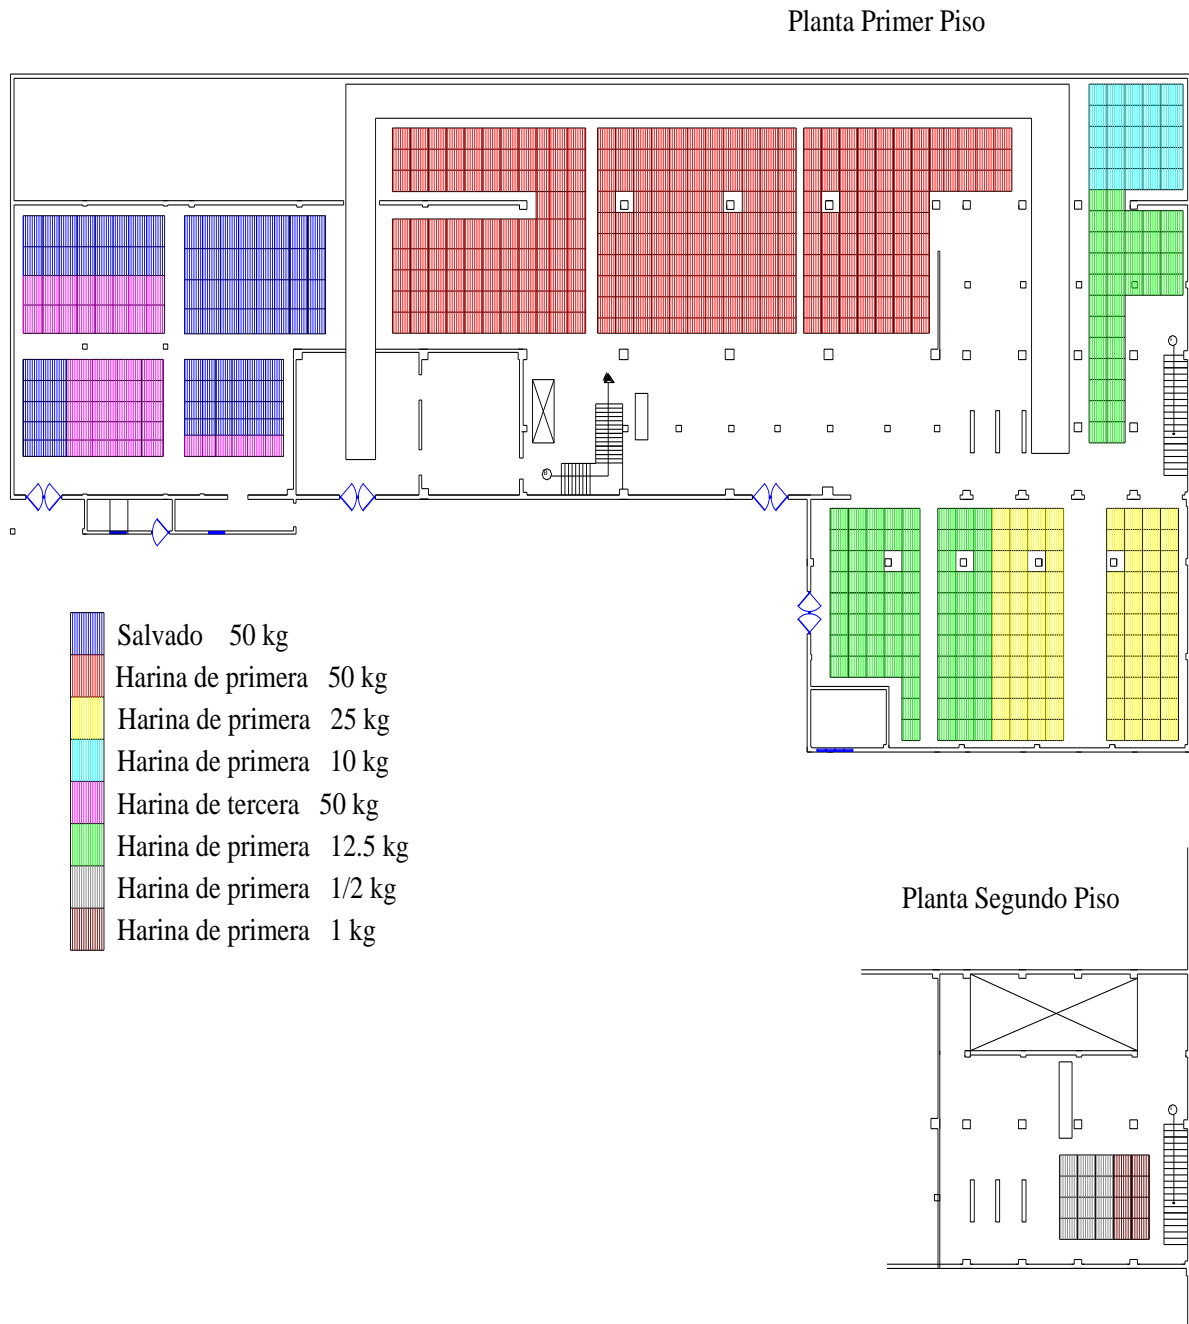 Planta Primer Piso
Salvado 50 kg
Harina de primera 50 kg
Harina de primera 25 kg
Harina de primera 10 kg
Harina de tercera 50 kg
Harina de primera 12.5 kg
Harina de primera 1/2 kg
Harina de primera 1 kg
Planta Segundo Piso